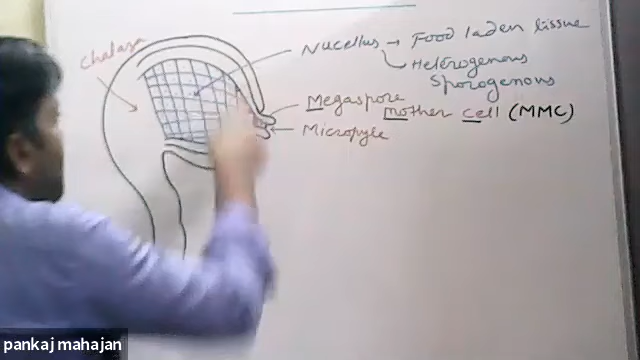 Chalaza
Nucellus → Food laden tissue
Heterogenous
Sporogenous
Megaspore
mother cell (MMC)
Micropyle
pankaj mahajan